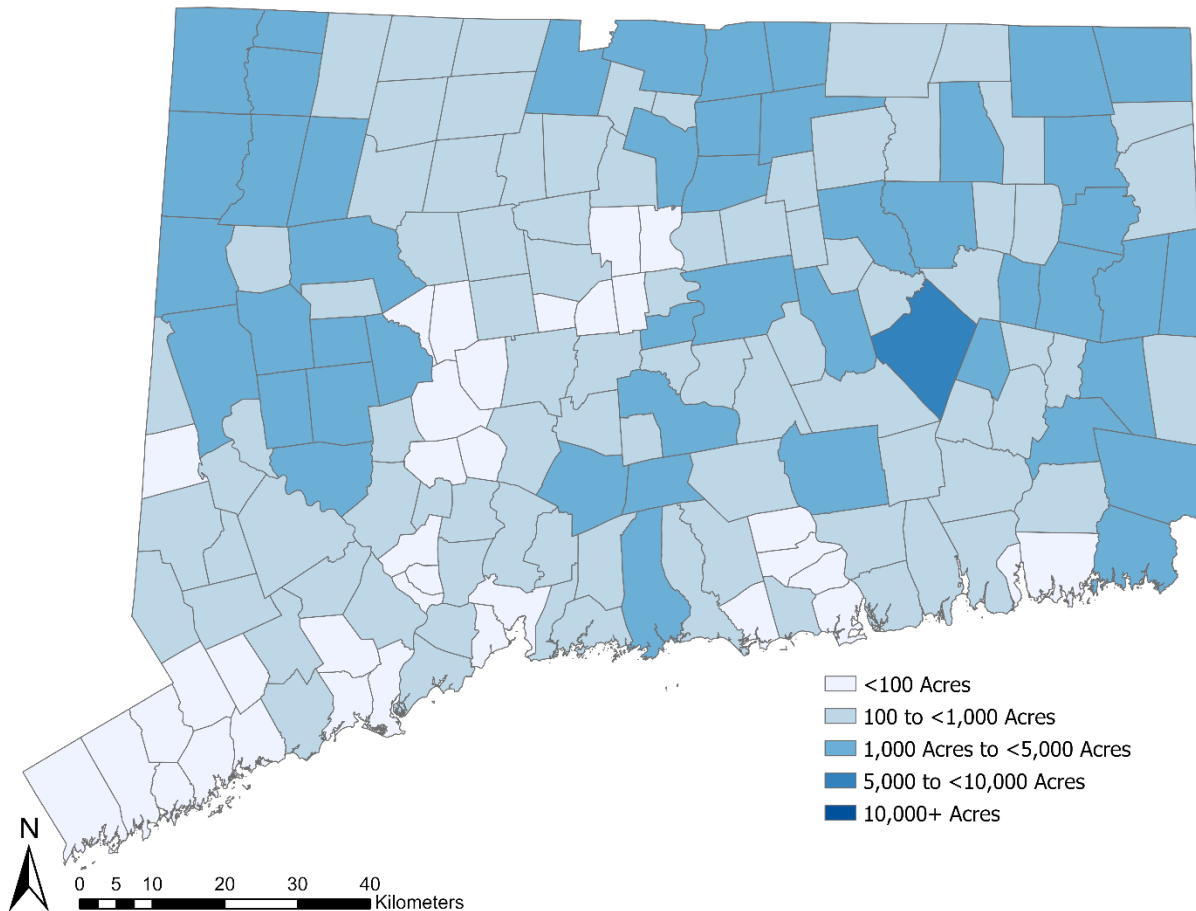 <100 Acres
100 to <1,000 Acres
1,000 Acres to <5,000 Acres
5,000 to <10,000 Acres
10,000+ Acres
N
0 5 10 20 30 40
Kilometers